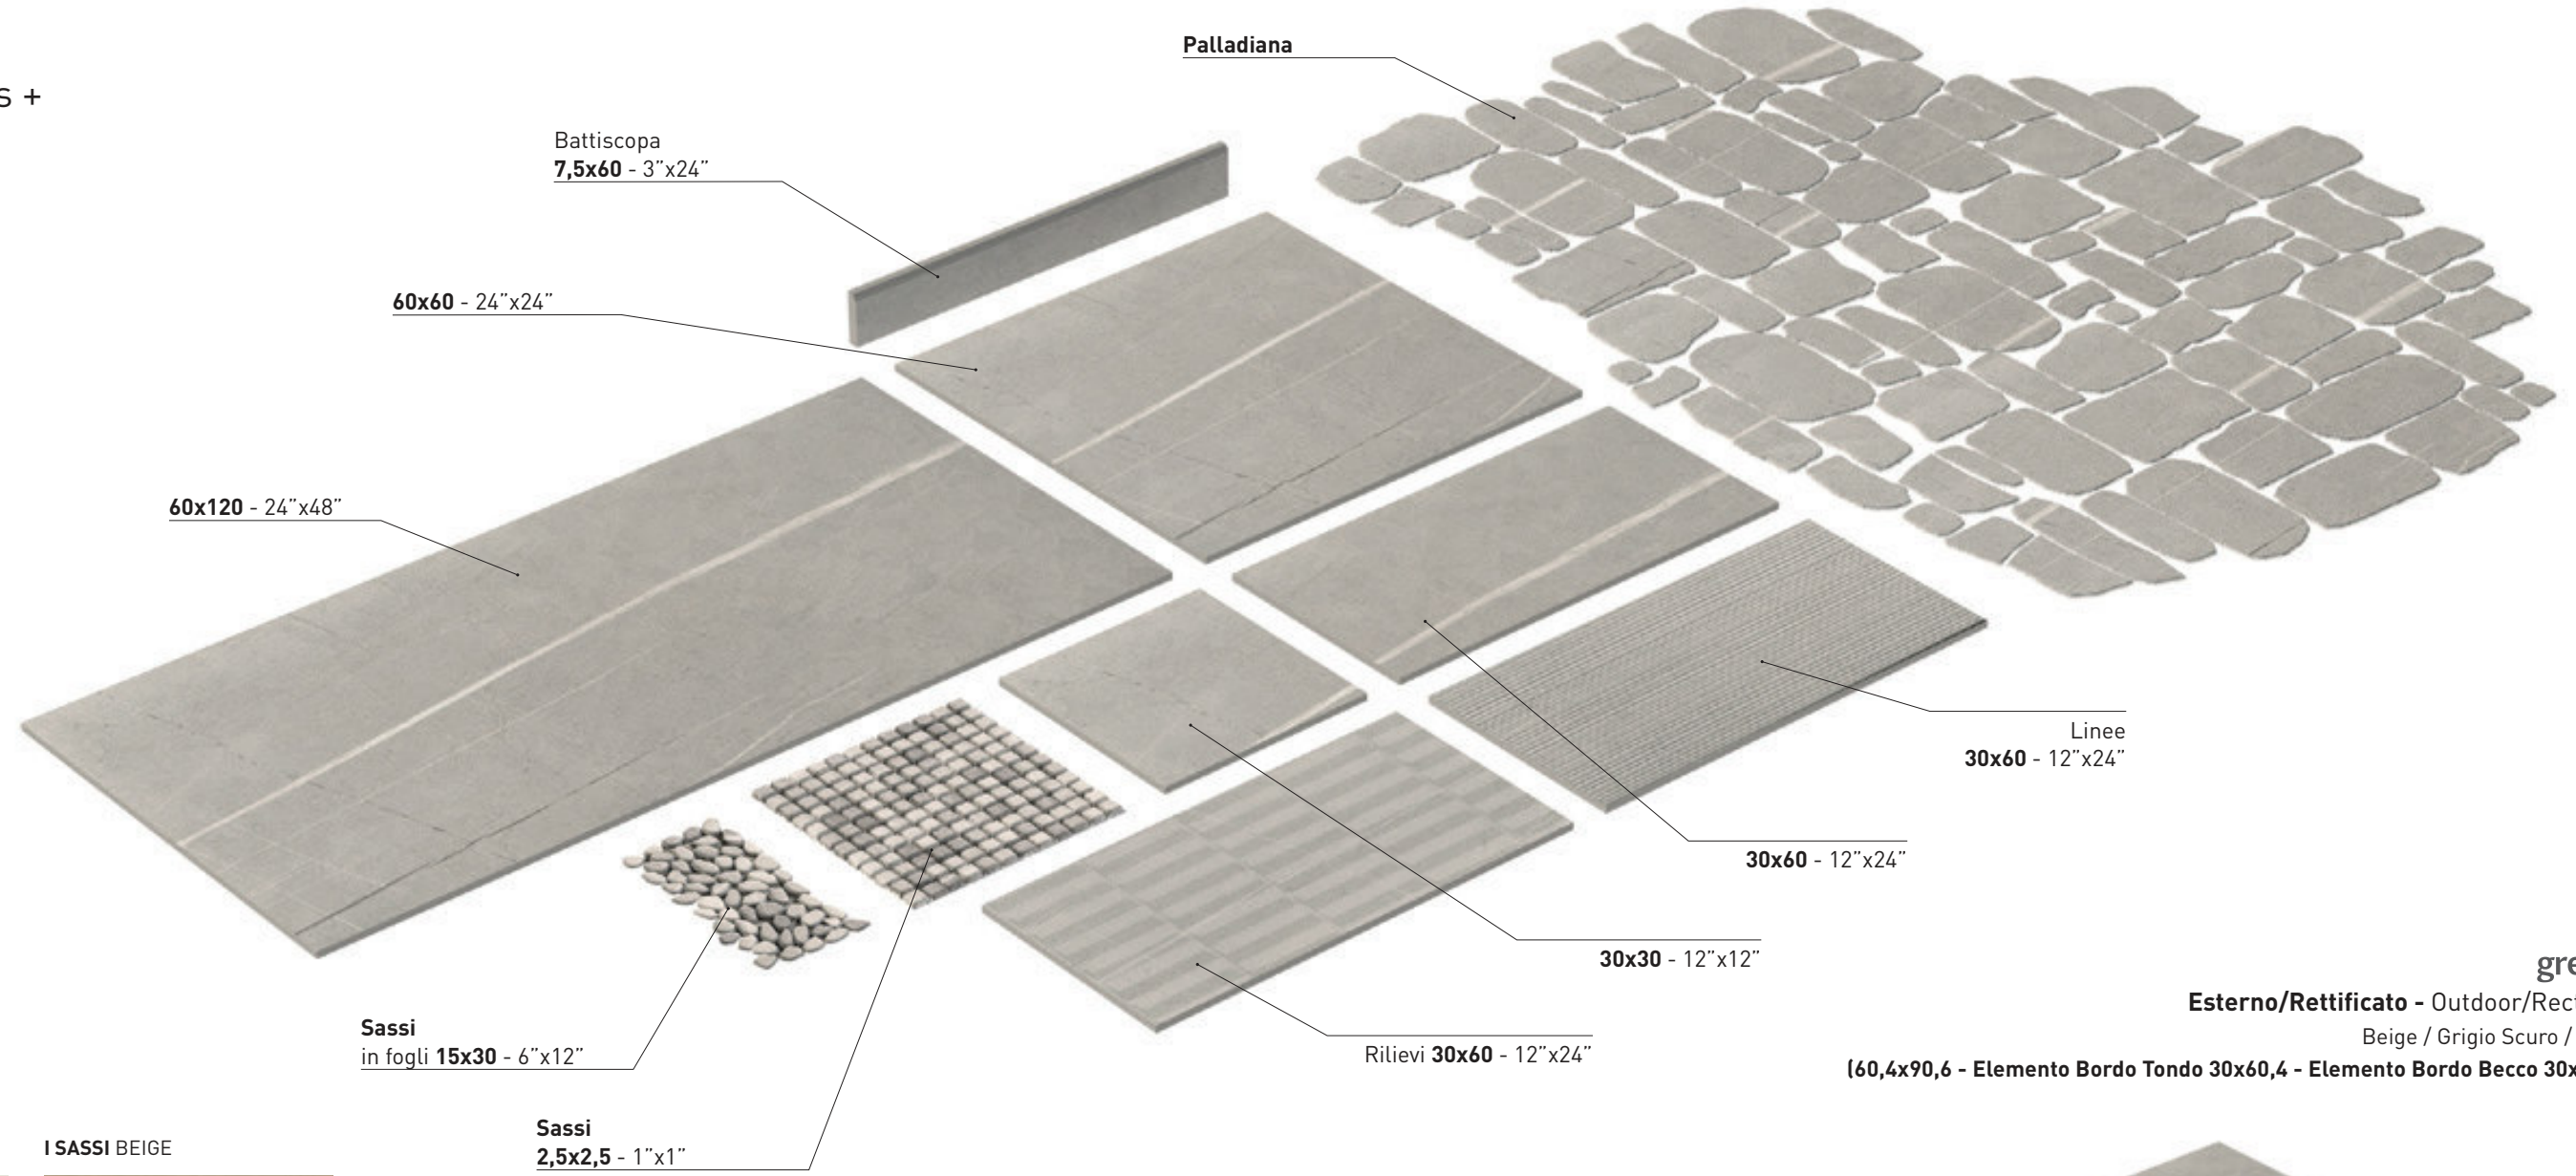 Palladiana
s +
Battiscopa
7,5x60 - 3”x24”
60x60 - 24”x24”
60x120 - 24”x48”
Linee
30x60 - 12”x24”
30x60 - 12”x24”
30x30 - 12”x12”
Rilievi 30x60 - 12”x24”
Sassi
in fogli 15x30 - 6”x12”
Sassi
2,5x2,5 - 1”x1”
gre
Esterno/Rettificato - Outdoor/Rec
Beige / Grigio Scuro /
(60,4x90,6 - Elemento Bordo Tondo 30x60,4 - Elemento Bordo Becco 30x
I SASSI BEIGE